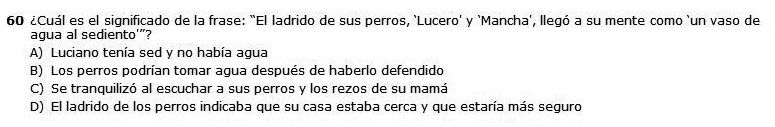 60 ¿Cuál es el significado de la frase: "El ladrido de sus perros, `Lucero' y `Mancha', llegó a su mente como `un vaso de
agua al sediento'"?
A) Luciano tenía sed y no había agua
B) Los perros podrían tomar agua después de haberlo defendido
C) Se tranquilizó al escuchar a sus perros y los rezos de su mamá
D) El ladrido de los perros indicaba que su casa estaba cerca y que estaría más seguro